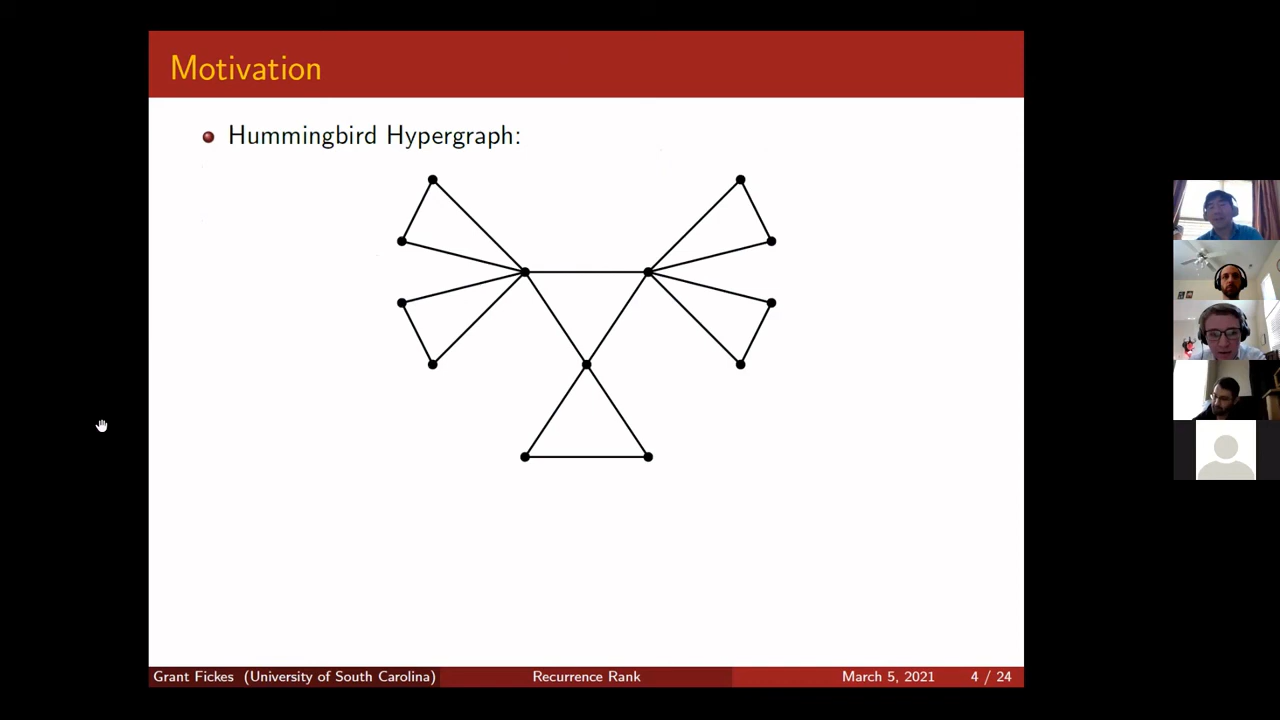 Motivation
Hummingbird Hypergraph:
Grant Fickes (University of South Carolina) Recurrence Rank March 5, 2021 4 / 24